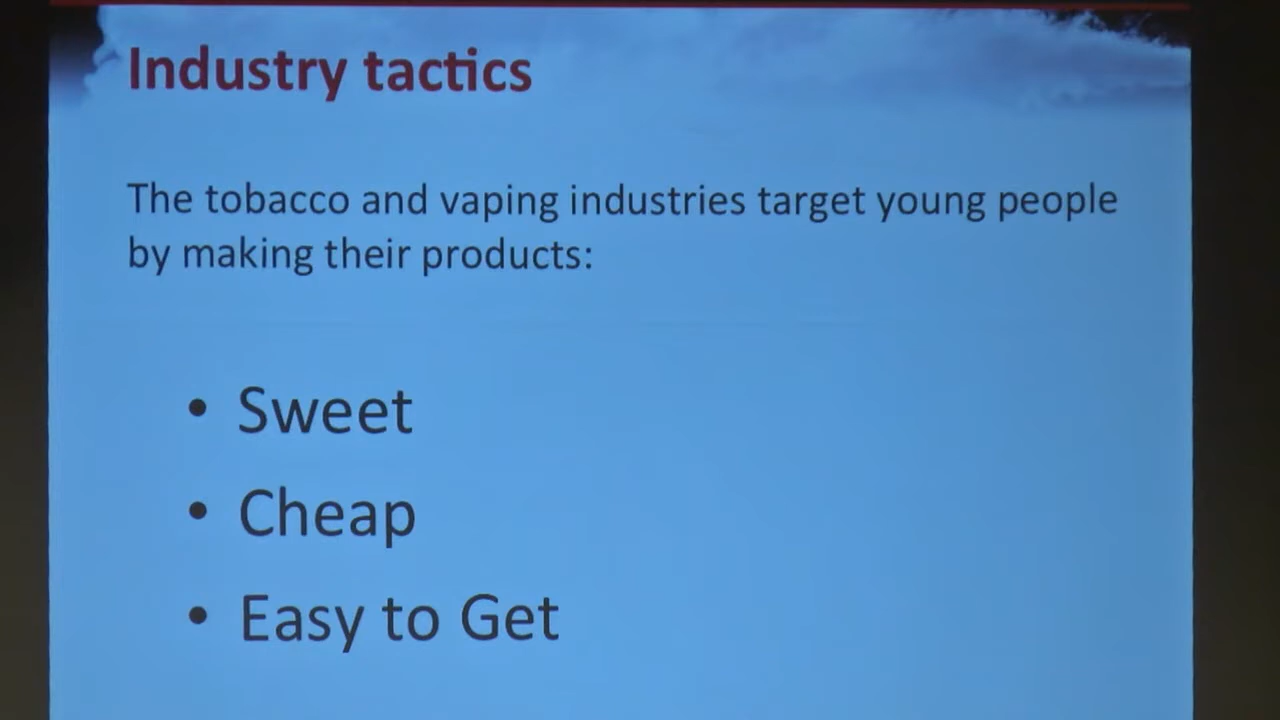 Industry tactics
The tobacco and vaping industries target young people
by making their products:
• Sweet
• Cheap
• Easy to Get